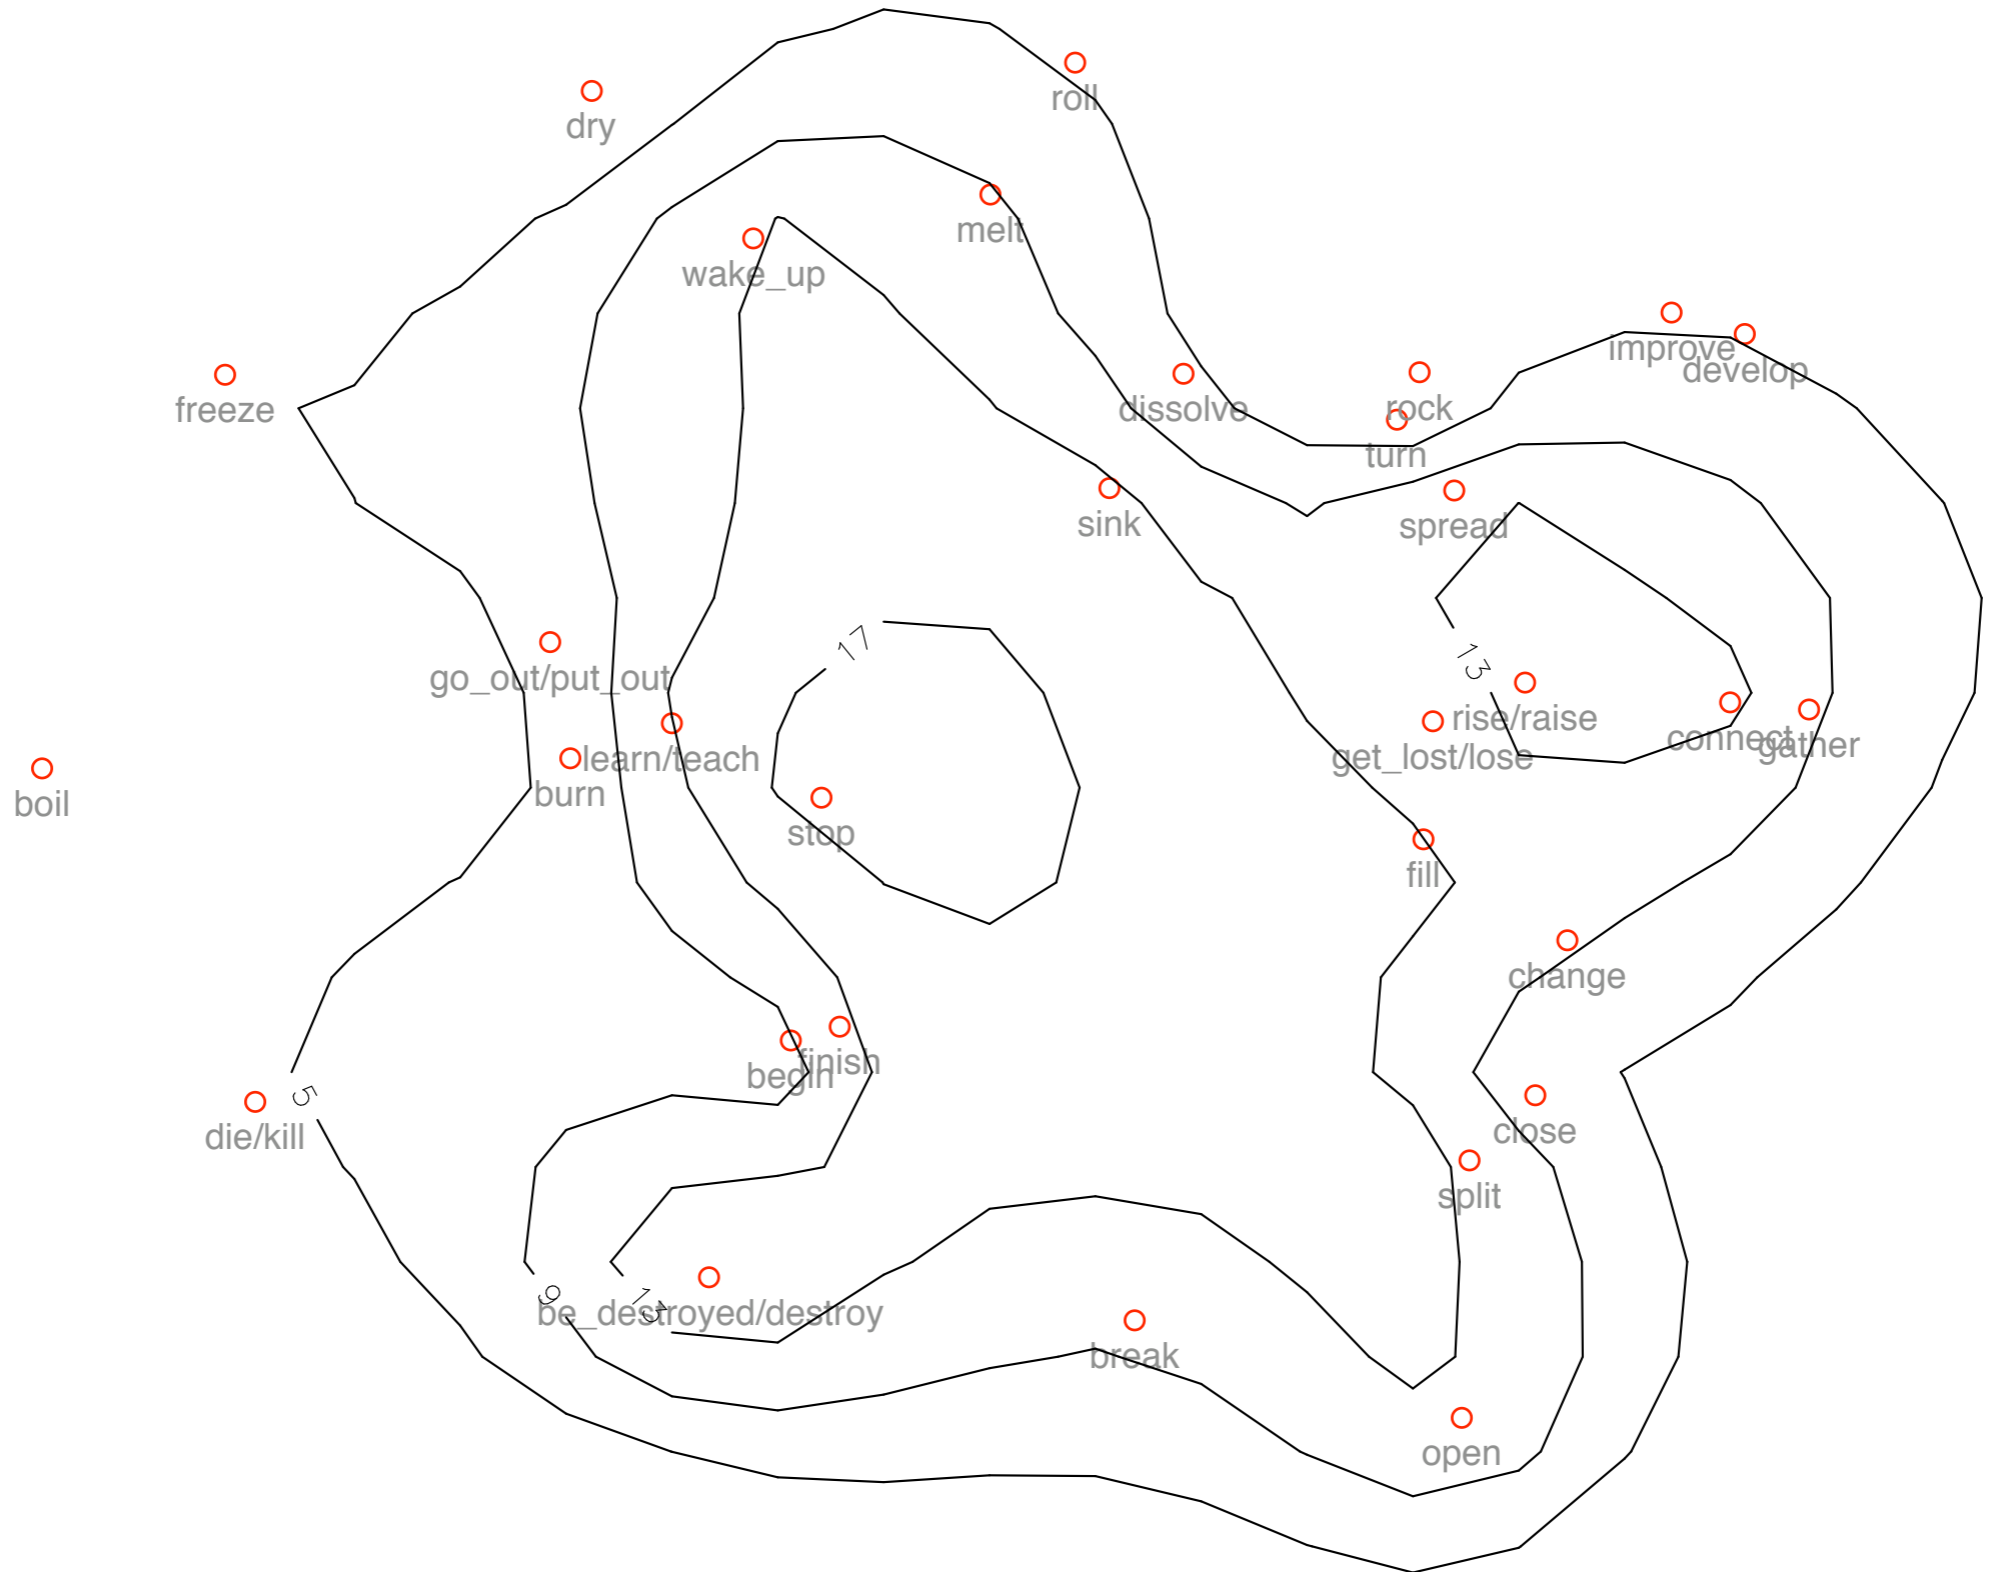 roll
dry
melt
wake_up
improve
develop
freeze
dissolve
rock
turn
sink
spread
17
13
go_out/put_out
rise/raise
learn/teach
get_lost/lose
connect
gather
burn
boil
stop
fill
change
finish
begin
5
die/kill
close
split
9
13
be_destroyed/destroy
break
open